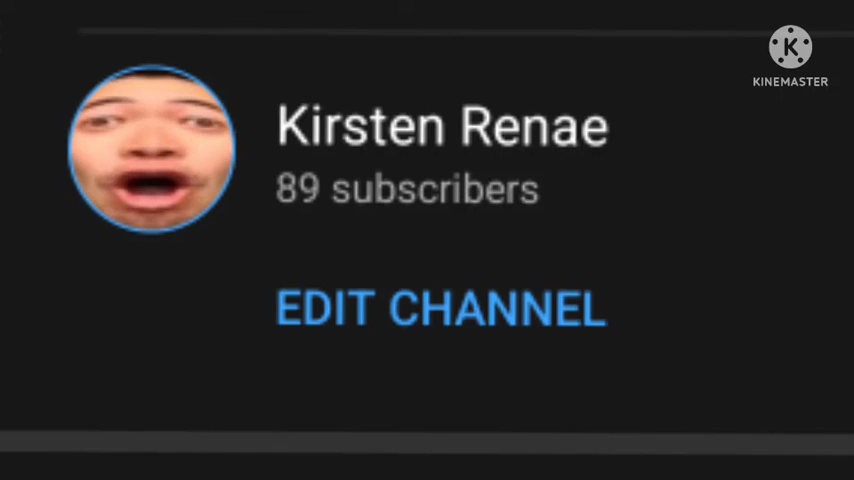 Kirsten Renae
89 subscribers
EDIT CHANNEL
K
KINEMASTER